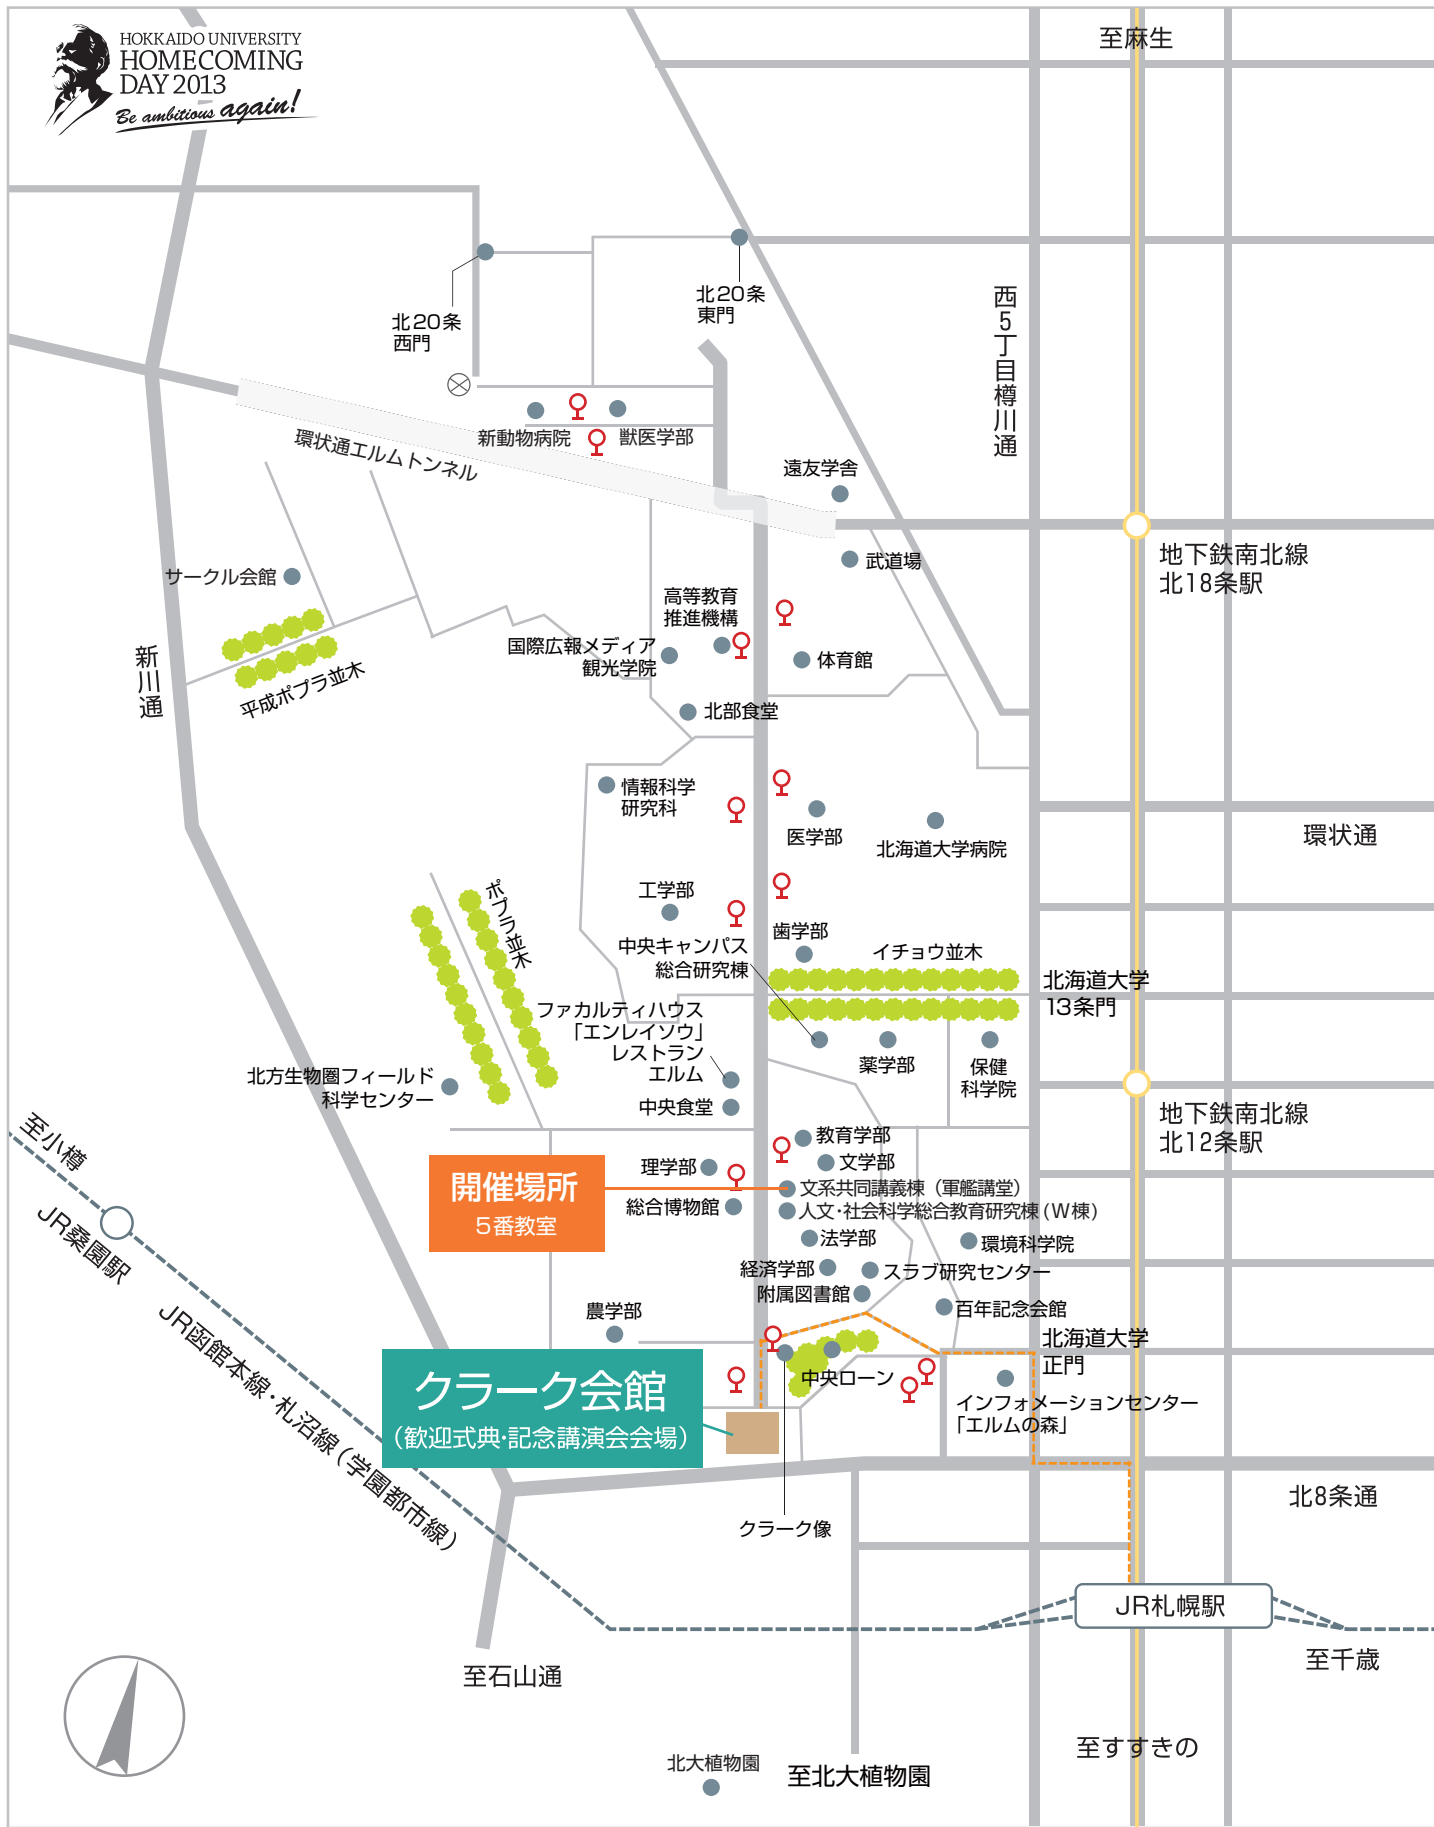 HOKKAIDO UNIVERSITY
HOMECOMING
DAY 2013
Be ambitious again!
至麻生
北20条
西門
北20条
東門
西5丁目樽川通
新動物病院
獣医学部
環状通エルムトンネル
遠友学舎
武道場
地下鉄南北線
北18条駅
サークル会館
高等教育
推進機構
国際広報メディア
観光学院
体育館
新川通
平成ポプラ並木
北部食堂
情報科学
研究科
医学部
北海道大学病院
環状通
工学部
ポプラ並木
歯学部
中央キャンパス
総合研究棟
イチョウ並木
北海道大学
13条門
ファカルティハウス
「エンレイソウ」
レストラン
エルム
薬学部
保健
科学院
北方生物圏フィールド
科学センター
中央食堂
地下鉄南北線
北12条駅
至小樽
教育学部
文学部
理学部
開催場所
5番教室
文系共同講義棟（軍艦講堂）
総合博物館
人文・社会科学総合教育研究棟(W棟)
JR桑園駅
法学部
環境科学院
経済学部
スラブ研究センター
附属図書館
百年記念会館
農学部
北海道大学
正門
JR函館本線・札沼線(学園都市線)
クラーク会館
（歓迎式典・記念講演会会場）
中央ローン
インフォメーションセンター
「エルムの森」
北8条通
クラーク像
JR札幌駅
至千歳
至石山通
至すすきの
北大植物園
至北大植物園